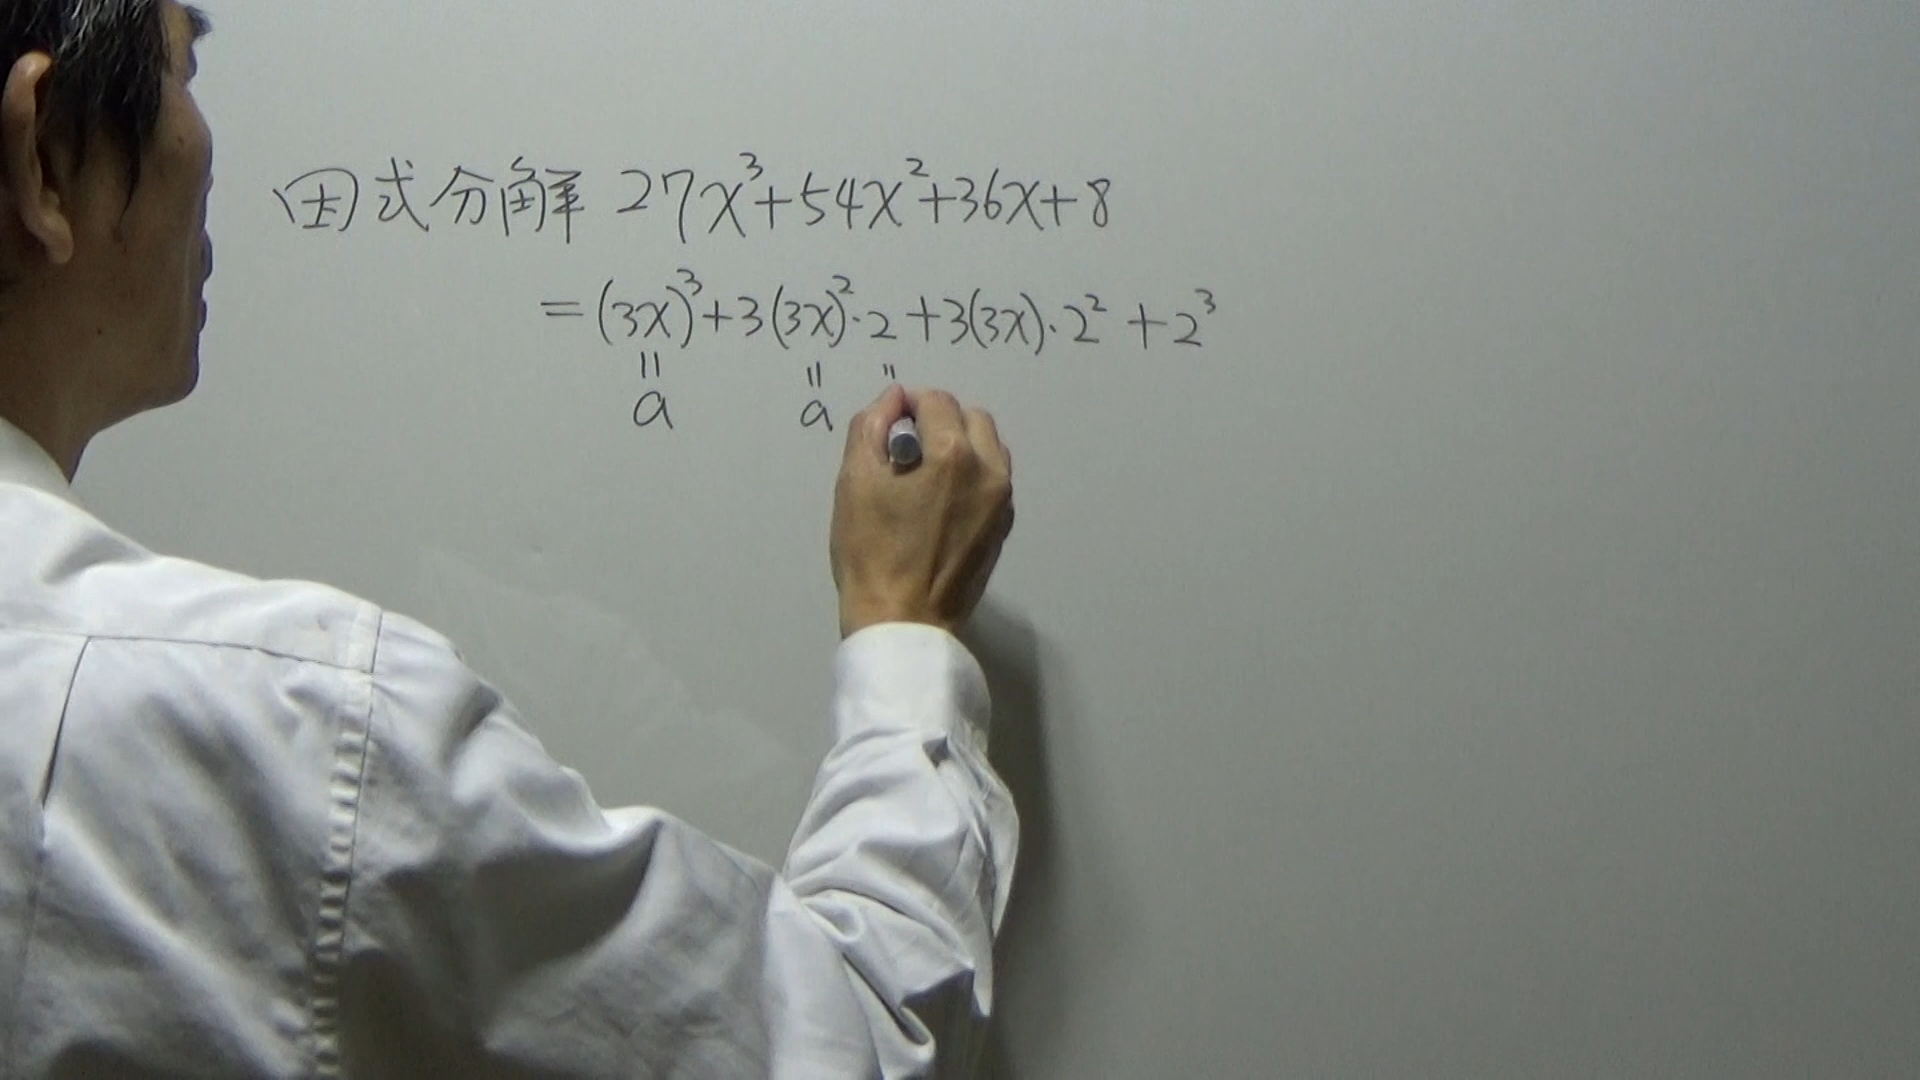 因式分解 27x³+54x²+36x+8
=(3x)³+3(3x)²·2+3(3x)·2²+2³
" " "
a a